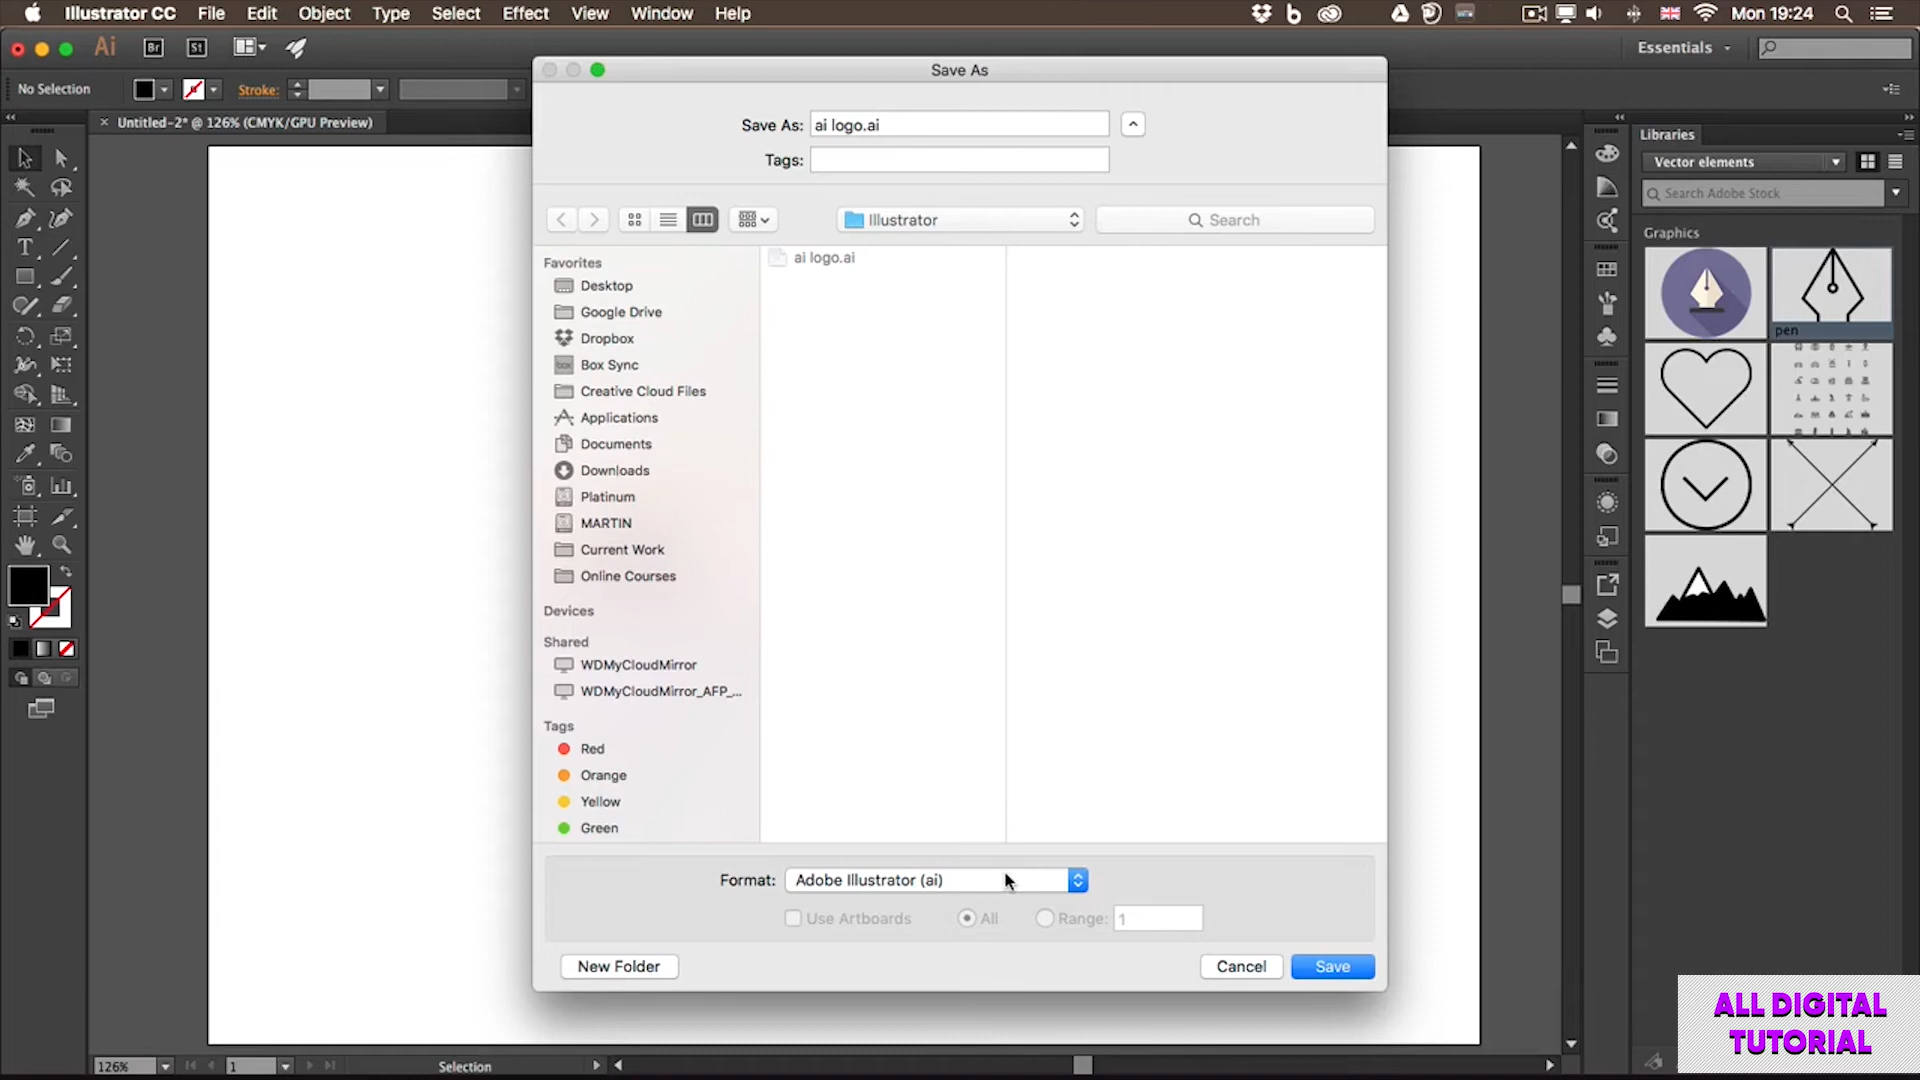 Illustrator CC File Edit Object Type Select Effect View Window Help
Mon 19:24
Ai Br St
Essentials
Save As
No Selection
Stroke:
Untitled-2* @ 126% (CMYK/GPU Preview)
Save As: ai logo.ai
Tags:
Illustrator
Search
ai logo.ai
Favorites
Desktop
Google Drive
Dropbox
Box Sync
Creative Cloud Files
Applications
Documents
Downloads
Platinum
MARTIN
Current Work
Online Courses
Devices
Shared
WDMyCloudMirror
WDMyCloudMirror_AFP_...
Tags
Red
Orange
Yellow
Green
Format: Adobe Illustrator (ai)
Use Artboards All Range: 1
New Folder
Cancel Save
Libraries
Vector elements
Search Adobe Stock
Graphics
pen
126% 1 Selection
ALL DIGITAL
TUTORIAL